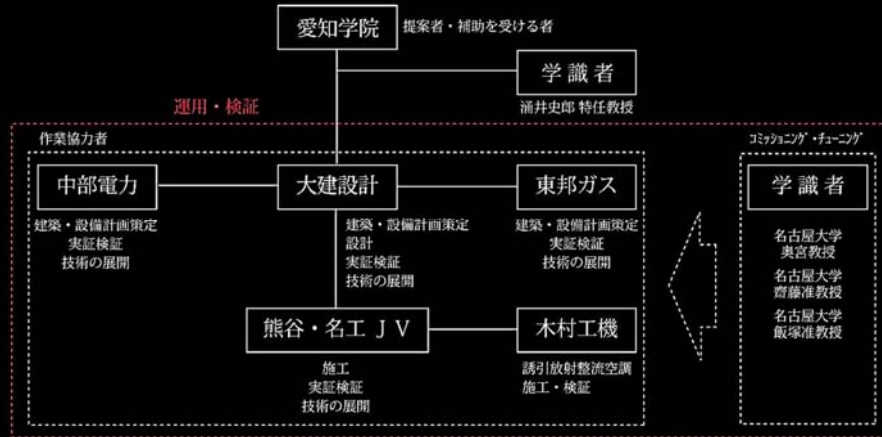 愛知学院
提案者・補助を受ける者
学識者
涌井史郎 特任教授
運用・検証
作業協力者
コミッショニング・チューニング
中部電力
大建設計
東邦ガス
学識者
建築・設備計画策定
実証検証
技術の展開
建築・設備計画策定
設計
実証検証
技術の展開
建築・設備計画策定
実証検証
技術の展開
名古屋大学
奥宮教授
名古屋大学
齋藤准教授
名古屋大学
飯塚准教授
熊谷・名工 JV
木村工機
施工
実証検証
技術の展開
誘引放射整流空調
施工・検証